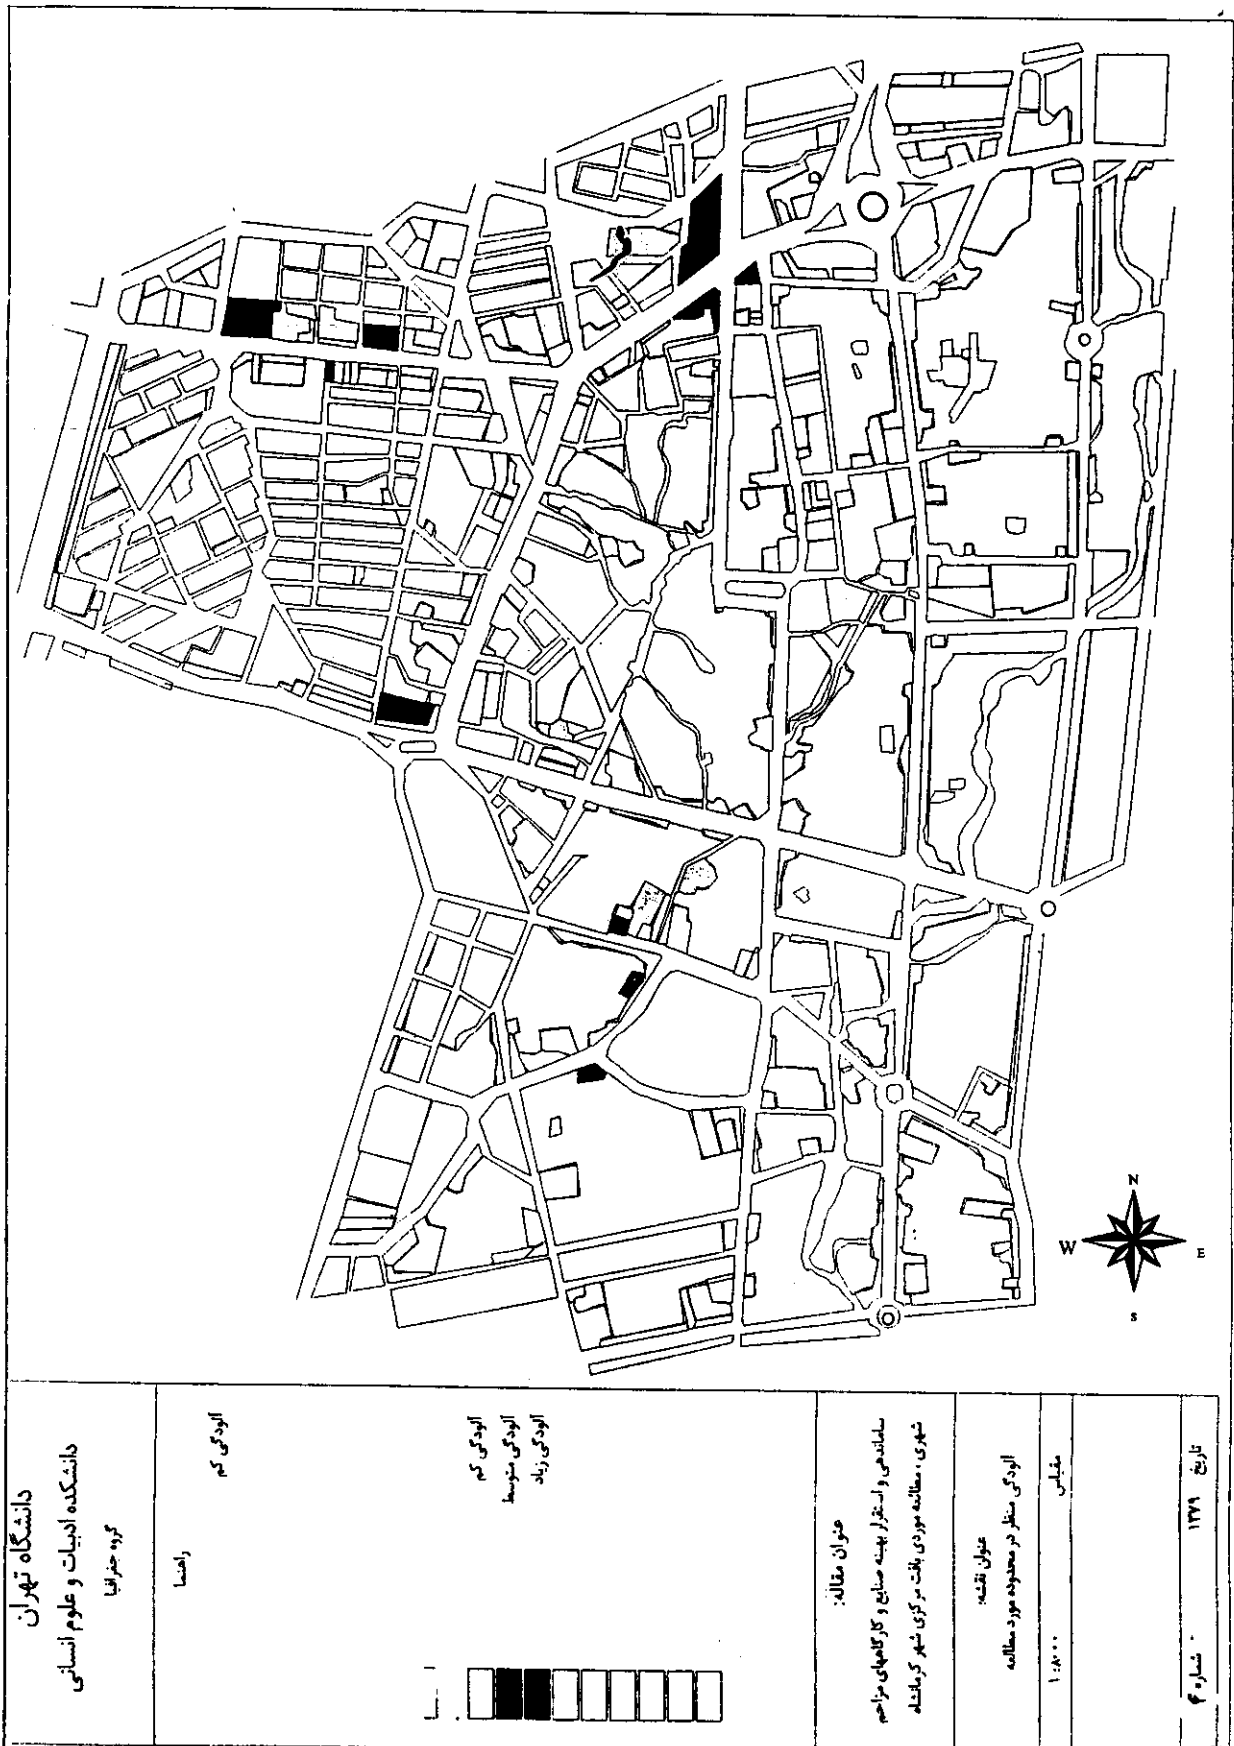 N
W
E
S
دانشگاه تهران
دانشکده ادبیات و علوم انسانی
گروه جغرافیا
راهنما
آلودگی کم
آلودگی کم
آلودگی متوسط
آلودگی زیاد
عنوان مقاله:
ساماندهی و استقرار بهینه صنایع و کارگاههای مزاحم
شهری، مطالعه موردی بافت مرکزی شهر کرمانشاه
عنوان نقشه:
آلودگی منظر در محدوده مورد مطالعه
مقیاس
۱:۸۰۰۰
تاریخ ۱۳۷۹
شماره ۴